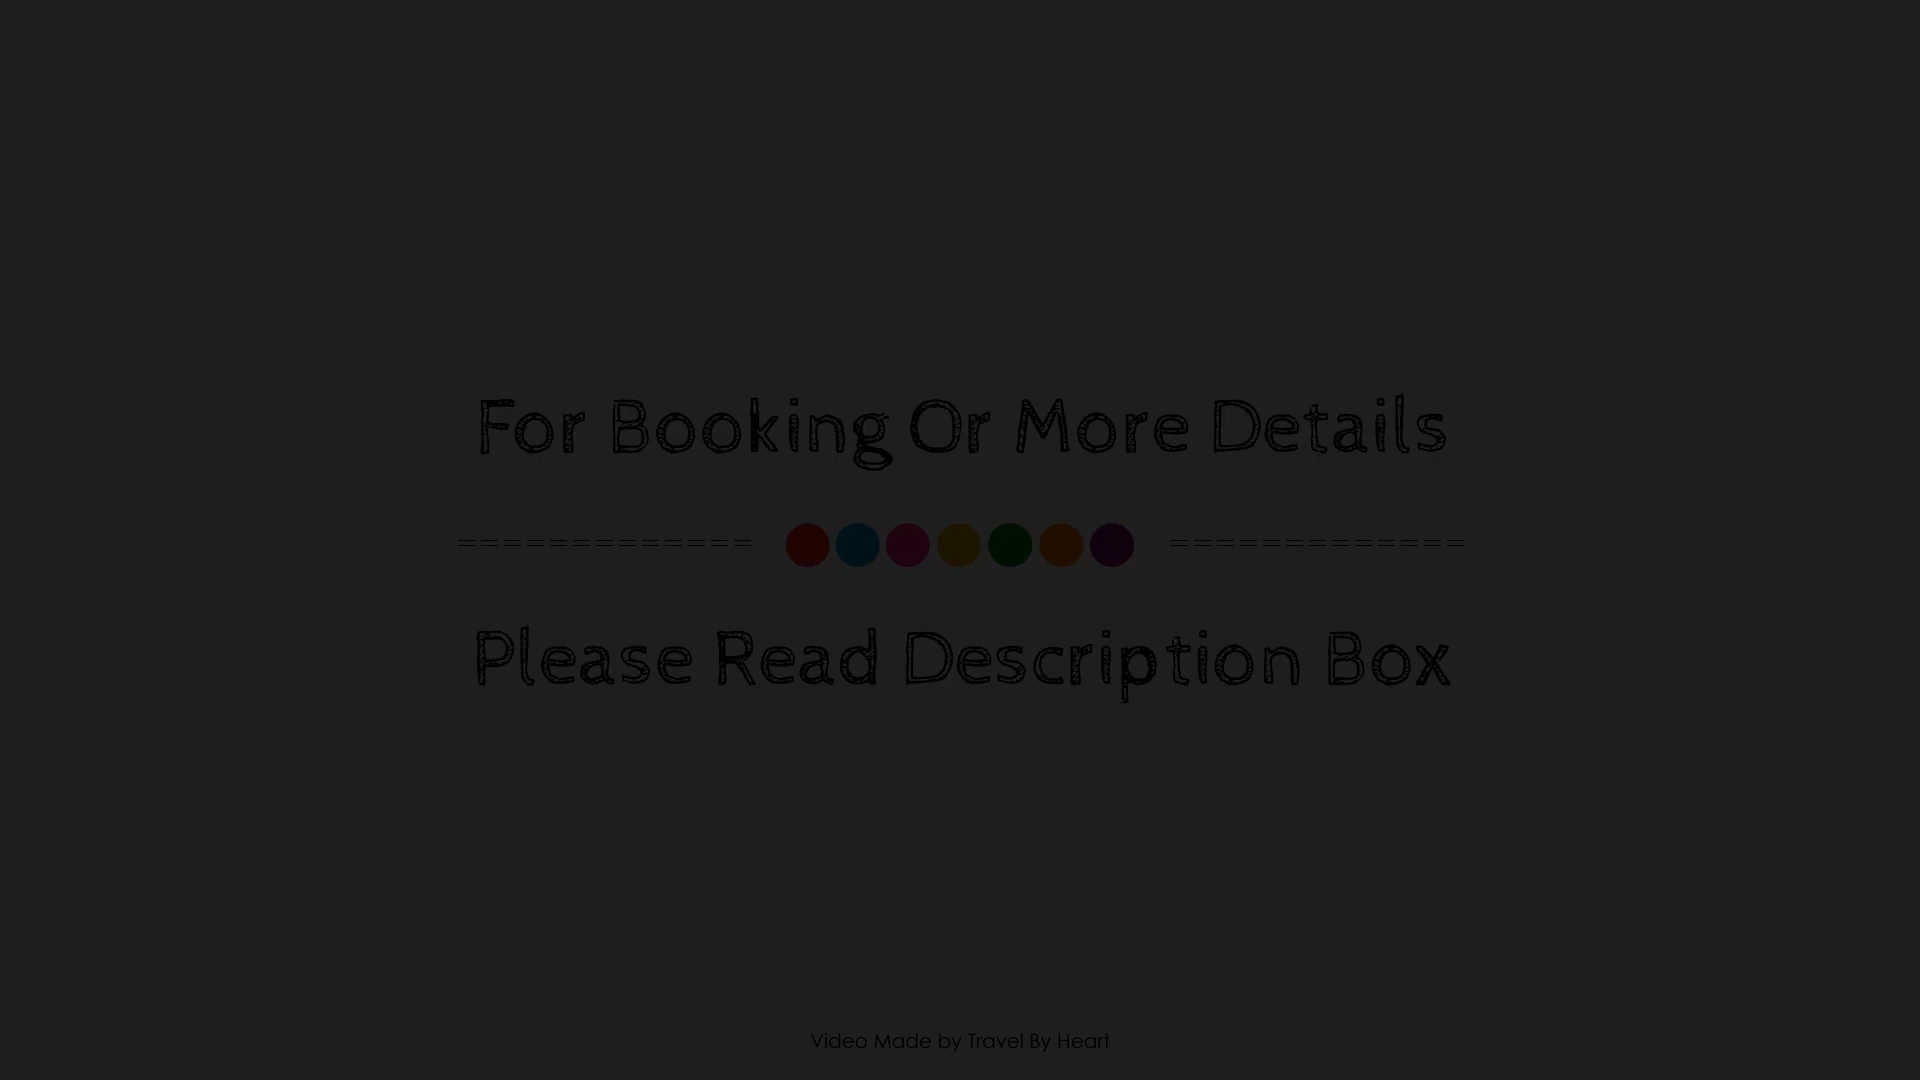 For Booking Or More Details
============= =============
Please Read Description Box
Video Made by Travel By Heart